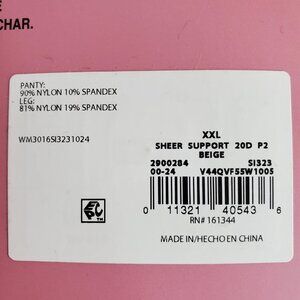 CHAR.
PANTY:
90% NYLON 10% SPANDEX
LEG:
81% NYLON 19% SPANDEX
WM3016SI3231024
XXL
SHEER SUPPORT 20D P2
BEIGE
2900284 SI323
00-24 V44QVF55W1005
0 11321 40543 6
RN# 161344
MADE IN/HECHO EN CHINA
TM